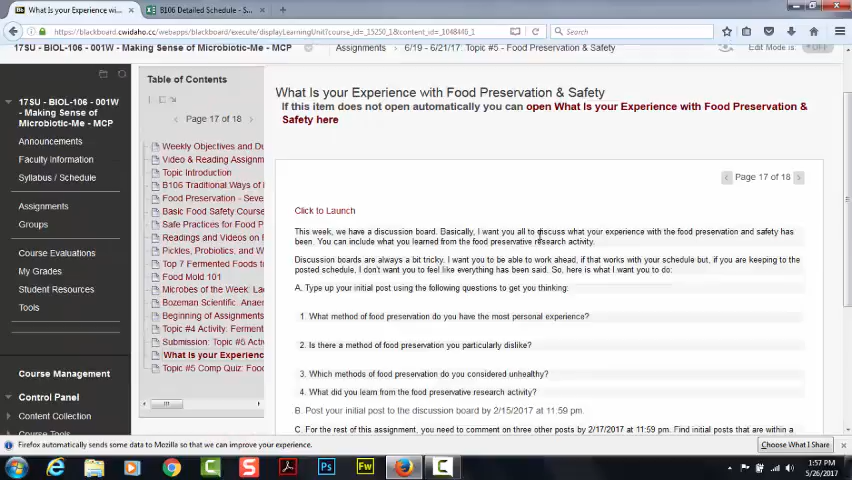 What Is your Experience wi...
B106 Detailed Schedule - S...
https://blackboard.cwidaho.cc/webapps/blackboard/execute/displayLearningUnit?course_id=_15250_1&content_id=_1048446_1
Search
17SU - BIOL-106 - 001W - Making Sense of Microbiotic-Me - MCP
Assignments
6/19 - 6/21/17: Topic #5 - Food Preservation & Safety
Edit Mode is:
OFF
17SU - BIOL-106 - 001W
- Making Sense of
Microbiotic-Me - MCP
Announcements
Faculty Information
Syllabus / Schedule
Assignments
Groups
Course Evaluations
My Grades
Student Resources
Tools
Course Management
Control Panel
Content Collection
Course Tools
Table of Contents
Page 17 of 18
Weekly Objectives and Du
Video & Reading Assignm
Topic Introduction
B106 Traditional Ways of
Food Preservation - Seve
Basic Food Safety Course
Safe Practices for Food P
Readings and Videos on
Pickles, Probiotics, and W
Top 7 Fermented Foods to
Food Mold 101
Microbes of the Week: Lac
Bozeman Scientific: Anaer
Beginning of Assignments
Topic #4 Activity: Ferment
Submission: Topic #5 Acti
What Is your Experience
Topic #5 Comp Quiz: Foo
What Is your Experience with Food Preservation & Safety
If this item does not open automatically you can open What Is your Experience with Food Preservation &
Safety here
Page 17 of 18
Click to Launch
This week, we have a discussion board. Basically, I want you all to discuss what your experience with the food preservation and safety has
been. You can include what you learned from the food preservative research activity.
Discussion boards are always a bit tricky. I want you to be able to work ahead, if that works with your schedule but, if you are keeping to the
posted schedule, I don't want you to feel like everything has been said. So, here is what I want you to do:
A. Type up your initial post using the following questions to get you thinking:
1. What method of food preservation do you have the most personal experience?
2. Is there a method of food preservation you particularly dislike?
3. Which methods of food preservation do you considered unhealthy?
4. What did you learn from the food preservative research activity?
B. Post your initial post to the discussion board by 2/15/2017 at 11:59 pm.
C. For the rest of this assignment, you need to comment on three other posts by 2/17/2017 at 11:59 pm. Find initial posts that are within a
Firefox automatically sends some data to Mozilla so that we can improve your experience.
Choose What I Share
1:57 PM
5/26/2017